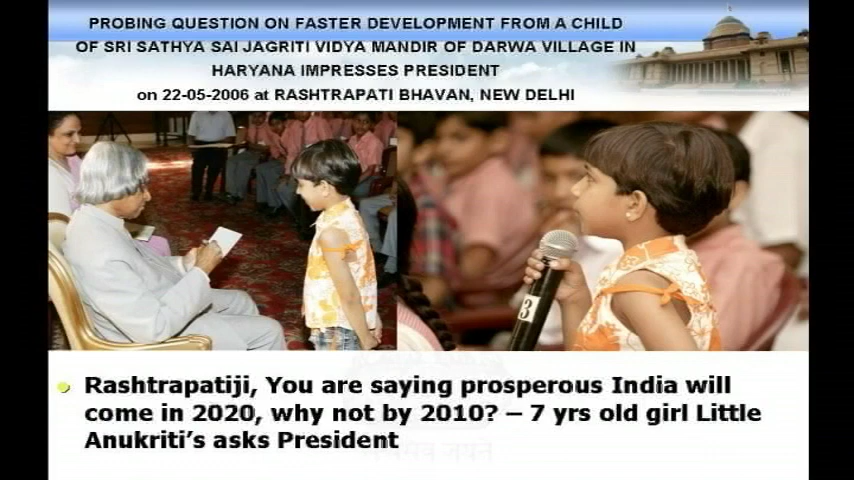 PROBING QUESTION ON FASTER DEVELOPMENT FROM A CHILD
OF SRI SATHYA SAI JAGRITI VIDYA MANDIR OF DARWA VILLAGE IN
HARYANA IMPRESSES PRESIDENT
on 22-05-2006 at RASHTRAPATI BHAVAN, NEW DELHI
3
Rashtrapatiji, You are saying prosperous India will
come in 2020, why not by 2010? – 7 yrs old girl Little
Anukriti's asks President